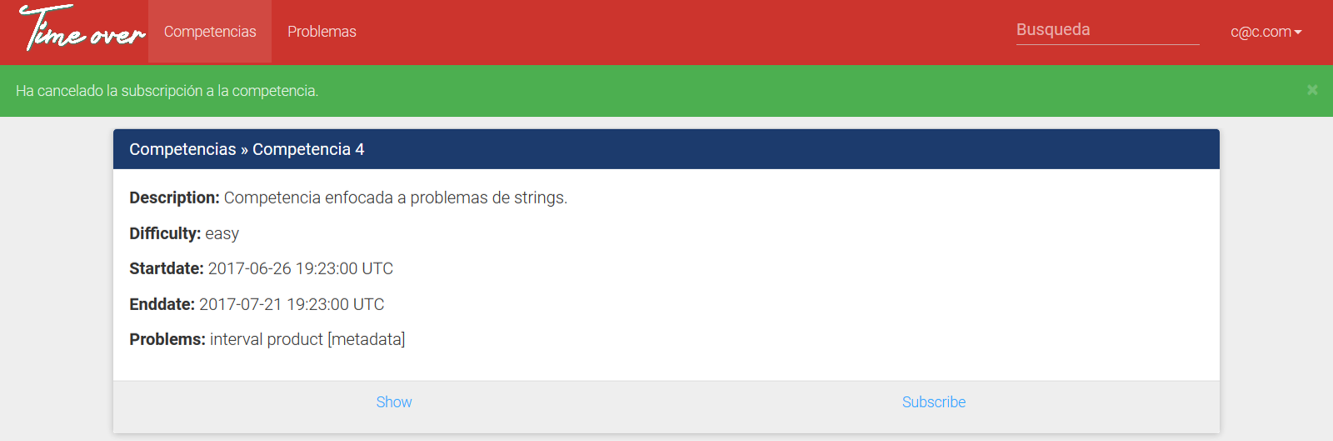 Time over Competencias Problemas Busqueda c@c.com
Ha cancelado la subscripción a la competencia. ×
Competencias » Competencia 4
Description: Competencia enfocada a problemas de strings.
Difficulty: easy
Startdate: 2017-06-26 19:23:00 UTC
Enddate: 2017-07-21 19:23:00 UTC
Problems: interval product [metadata]
Show Subscribe